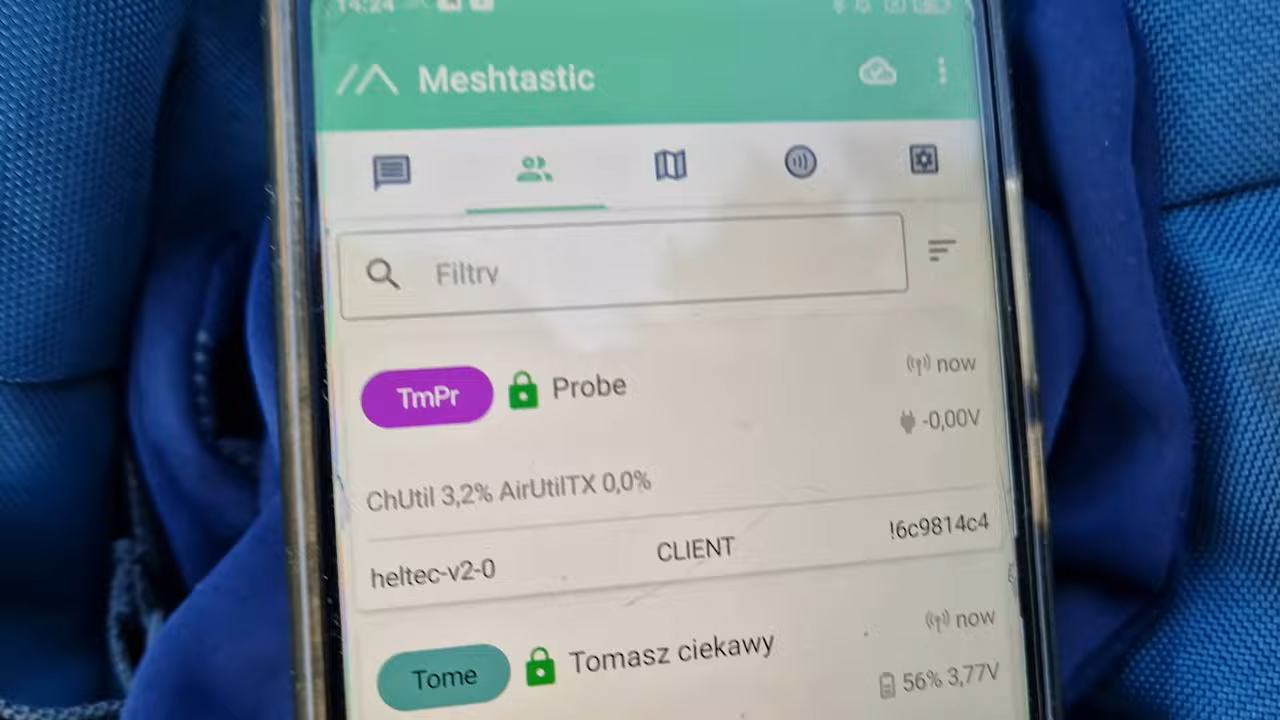 14:24
Meshtastic
Filtry
TmPr Probe now
-0,00V
ChUtil 3,2% AirUtilTX 0,0%
heltec-v2-0 CLIENT !6c9814c4
Tome Tomasz ciekawy now
56% 3,77V